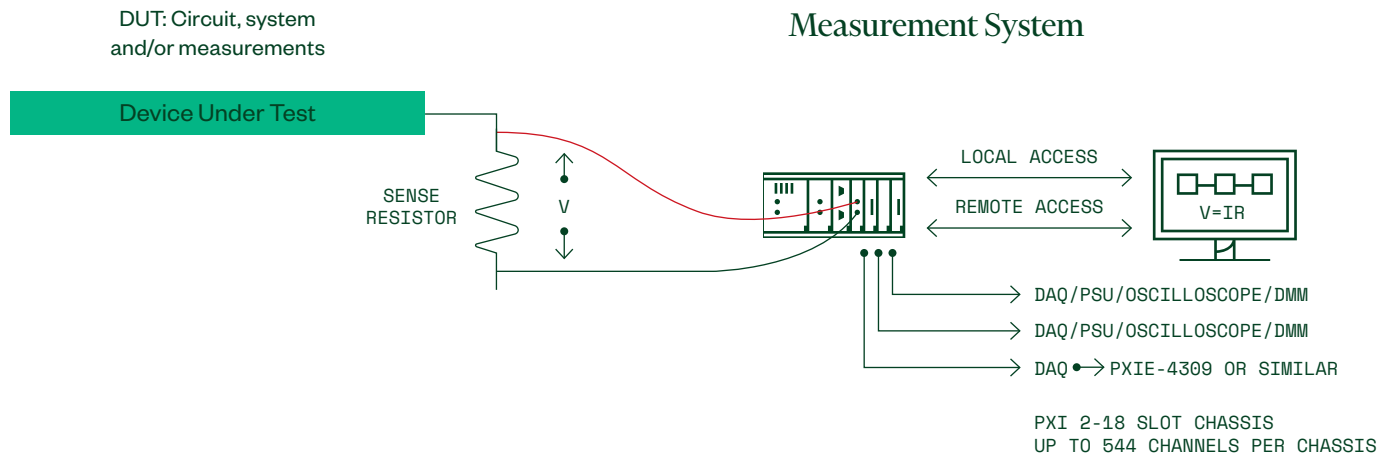 DUT: Circuit, system
and/or measurements
Measurement System
Device Under Test
SENSE
RESISTOR
V
LOCAL ACCESS
REMOTE ACCESS
V=IR
DAQ/PSU/OSCILLOSCOPE/DMM
DAQ/PSU/OSCILLOSCOPE/DMM
DAQ PXIE-4309 OR SIMILAR
PXI 2-18 SLOT CHASSIS
UP TO 544 CHANNELS PER CHASSIS